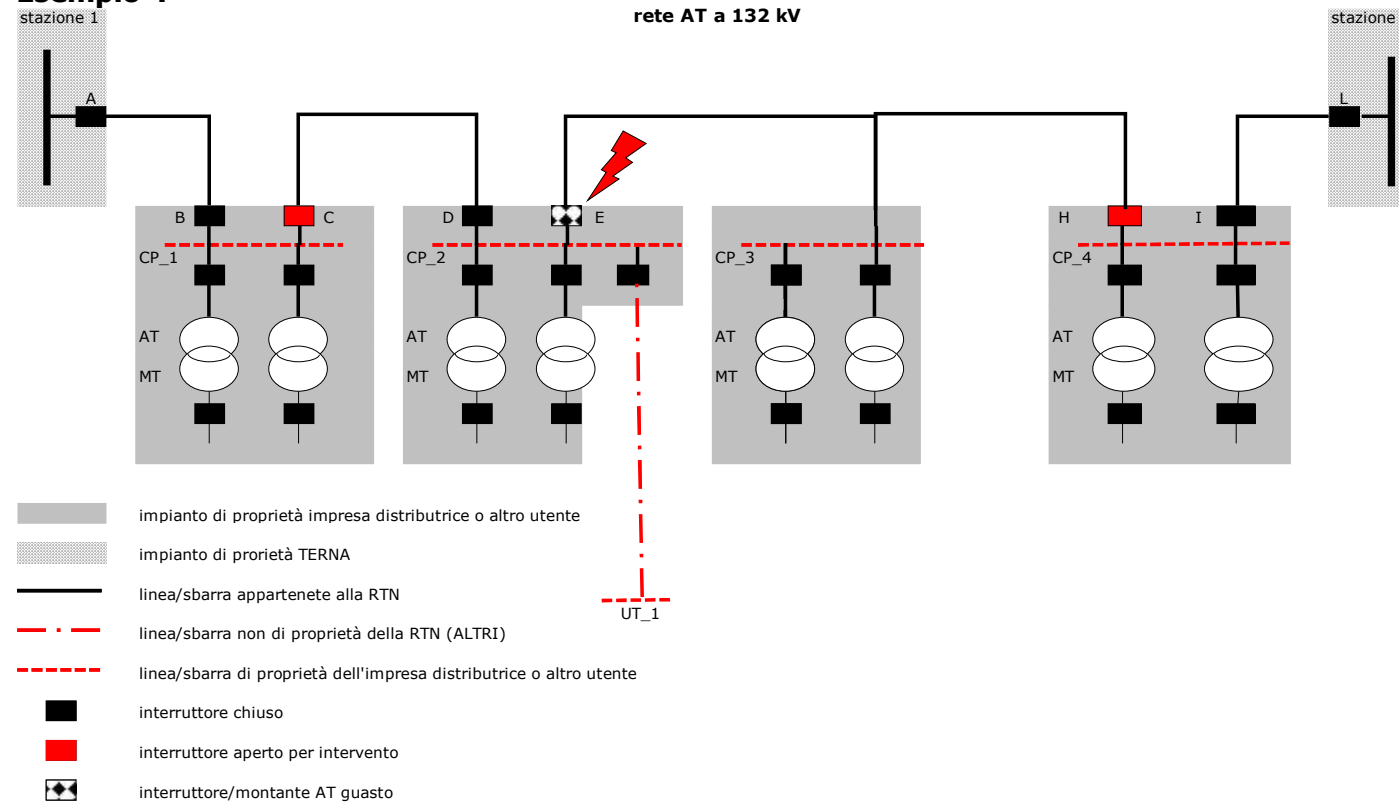 rete AT a 132 kV
stazione 1
stazione
A
L
B
C
D
E
H
I
CP_1
CP_2
CP_3
CP_4
AT
AT
AT
AT
MT
MT
MT
MT
UT_1
impianto di proprietà impresa distributrice o altro utente
impianto di prorietà TERNA
linea/sbarra appartenete alla RTN
linea/sbarra non di proprietà della RTN (ALTRI)
linea/sbarra di proprietà dell'impresa distributrice o altro utente
interruttore chiuso
interruttore aperto per intervento
interruttore/montante AT guasto